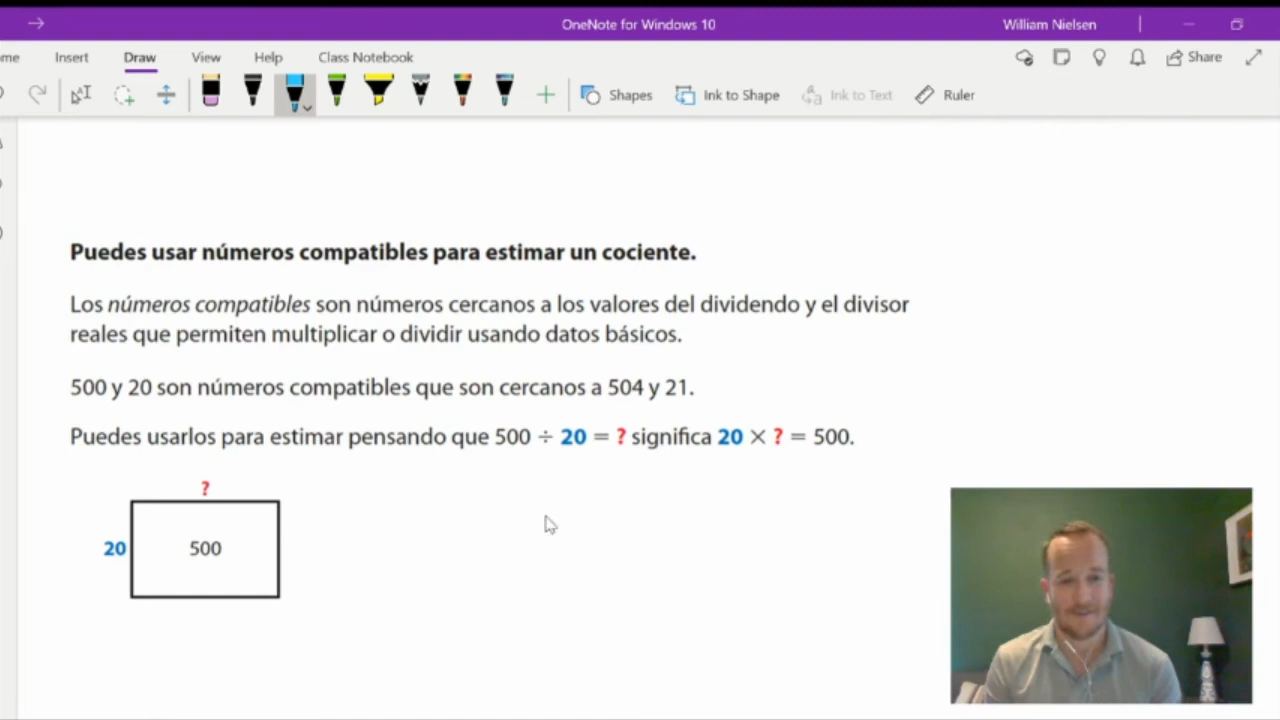 OneNote for Windows 10
William Nielsen
Insert
Draw
View
Help
Class Notebook
Share
Shapes
Ink to Shape
Ink to Text
Ruler
Puedes usar números compatibles para estimar un cociente.
Los números compatibles son números cercanos a los valores del dividendo y el divisor
reales que permiten multiplicar o dividir usando datos básicos.
500 y 20 son números compatibles que son cercanos a 504 y 21.
Puedes usarlos para estimar pensando que 500 ÷ 20 = ? significa 20 × ? = 500.
?
20
500